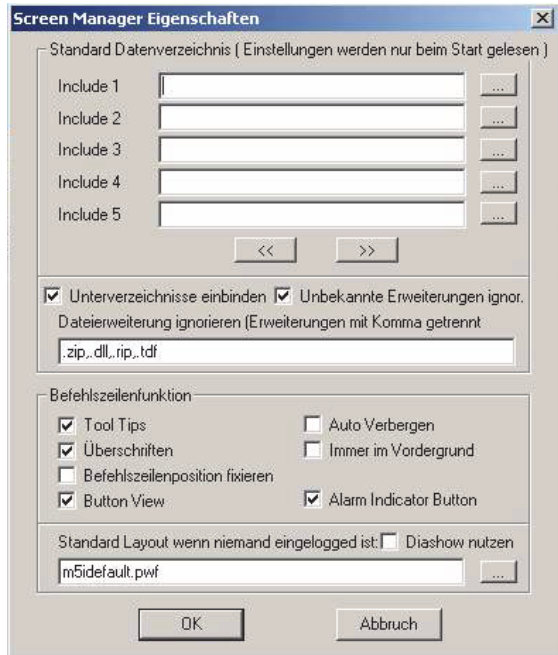 Screen Manager Eigenschaften
Standard Datenverzeichnis ( Einstellungen werden nur beim Start gelesen )
Include 1 ...
Include 2 ...
Include 3 ...
Include 4 ...
Include 5 ...
<< >>
Unterverzeichnisse einbinden Unbekannte Erweiterungen ignor.
Dateierweiterung ignorieren (Erweiterungen mit Komma getrennt
.zip,.dll,.rip,.tdf
Befehlszeilenfunktion
Tool Tips Auto Verbergen
Überschriften Immer im Vordergrund
Befehlszeilenposition fixieren
Button View Alarm Indicator Button
Standard Layout wenn niemand eingelogged ist: Diashow nutzen
m5idefault.pwf ...
OK Abbruch